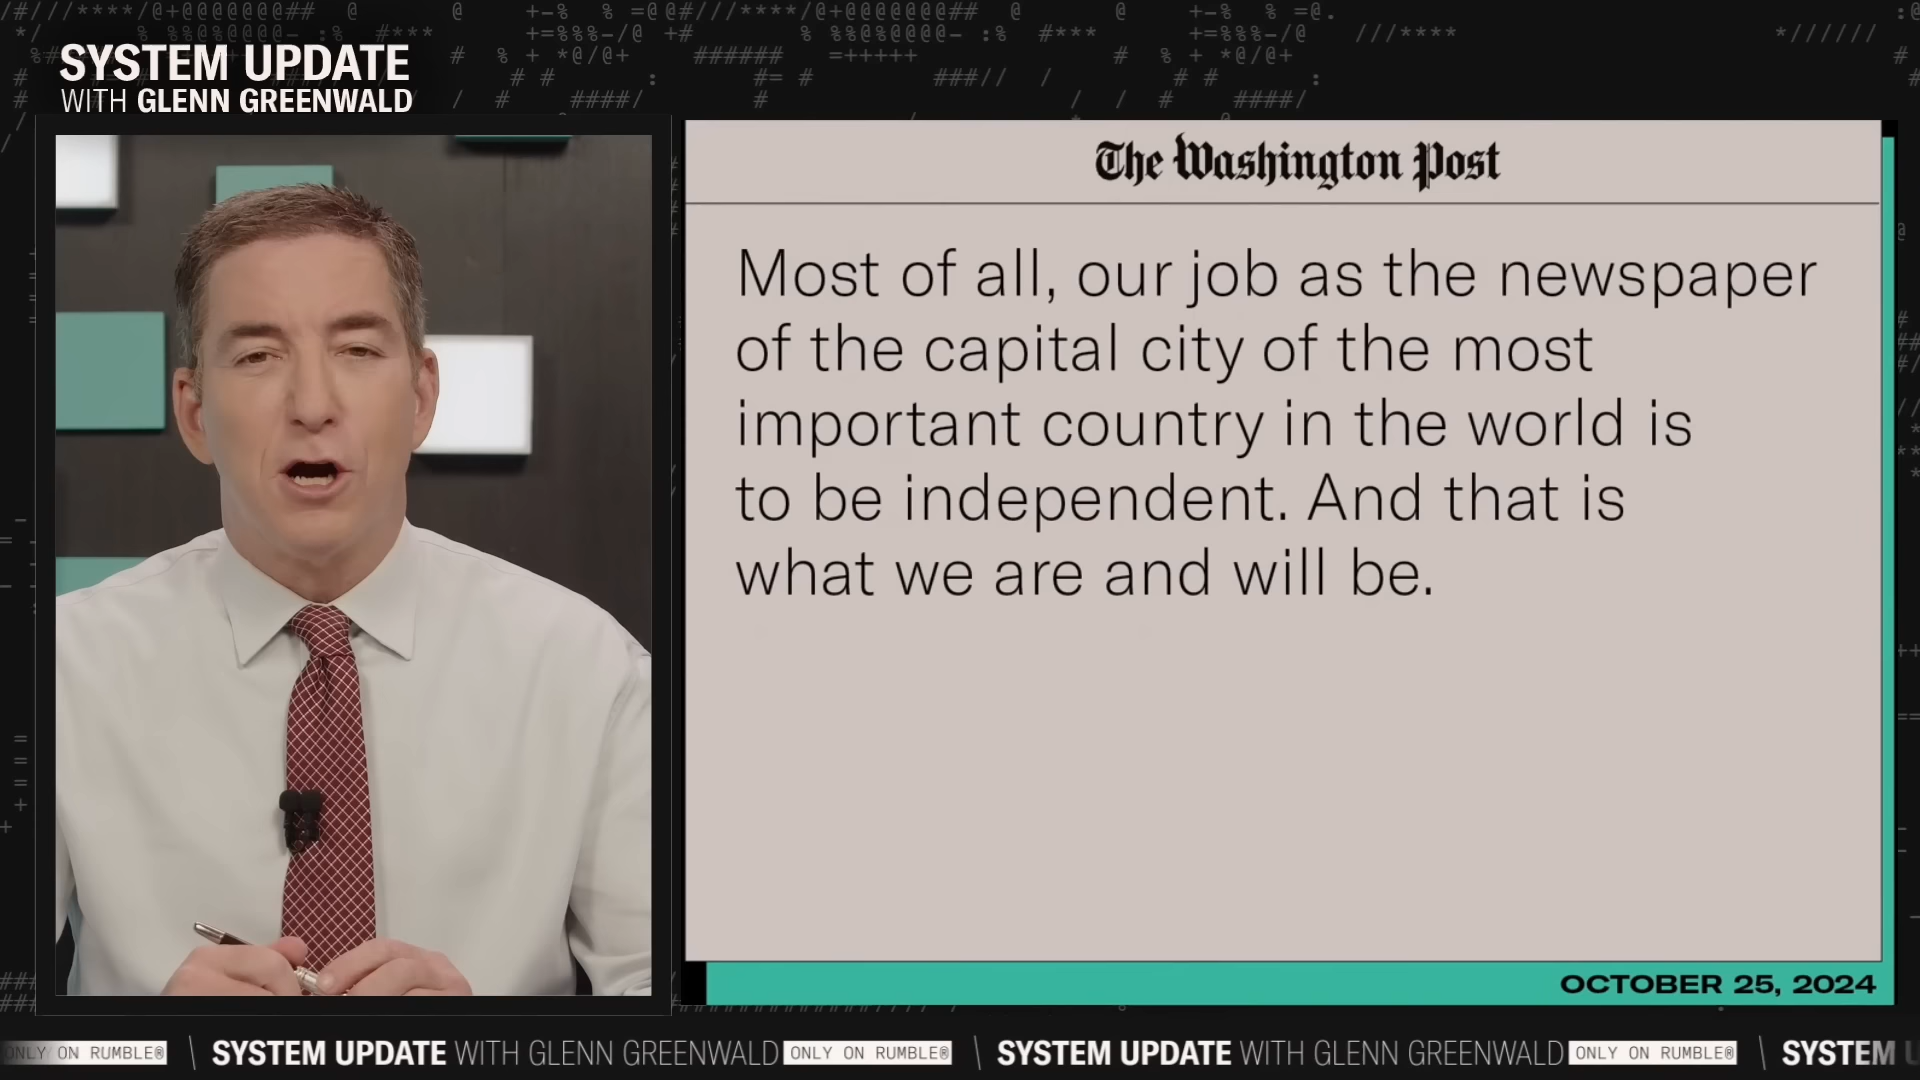 SYSTEM UPDATE
WITH GLENN GREENWALD
The Washington Post
Most of all, our job as the newspaper
of the capital city of the most
important country in the world is
to be independent. And that is
what we are and will be.
OCTOBER 25, 2024
ONLY ON RUMBLE® SYSTEM UPDATE WITH GLENN GREENWALD ONLY ON RUMBLE® SYSTEM UPDATE WITH GLENN GREENWALD ONLY ON RUMBLE® SYSTEM